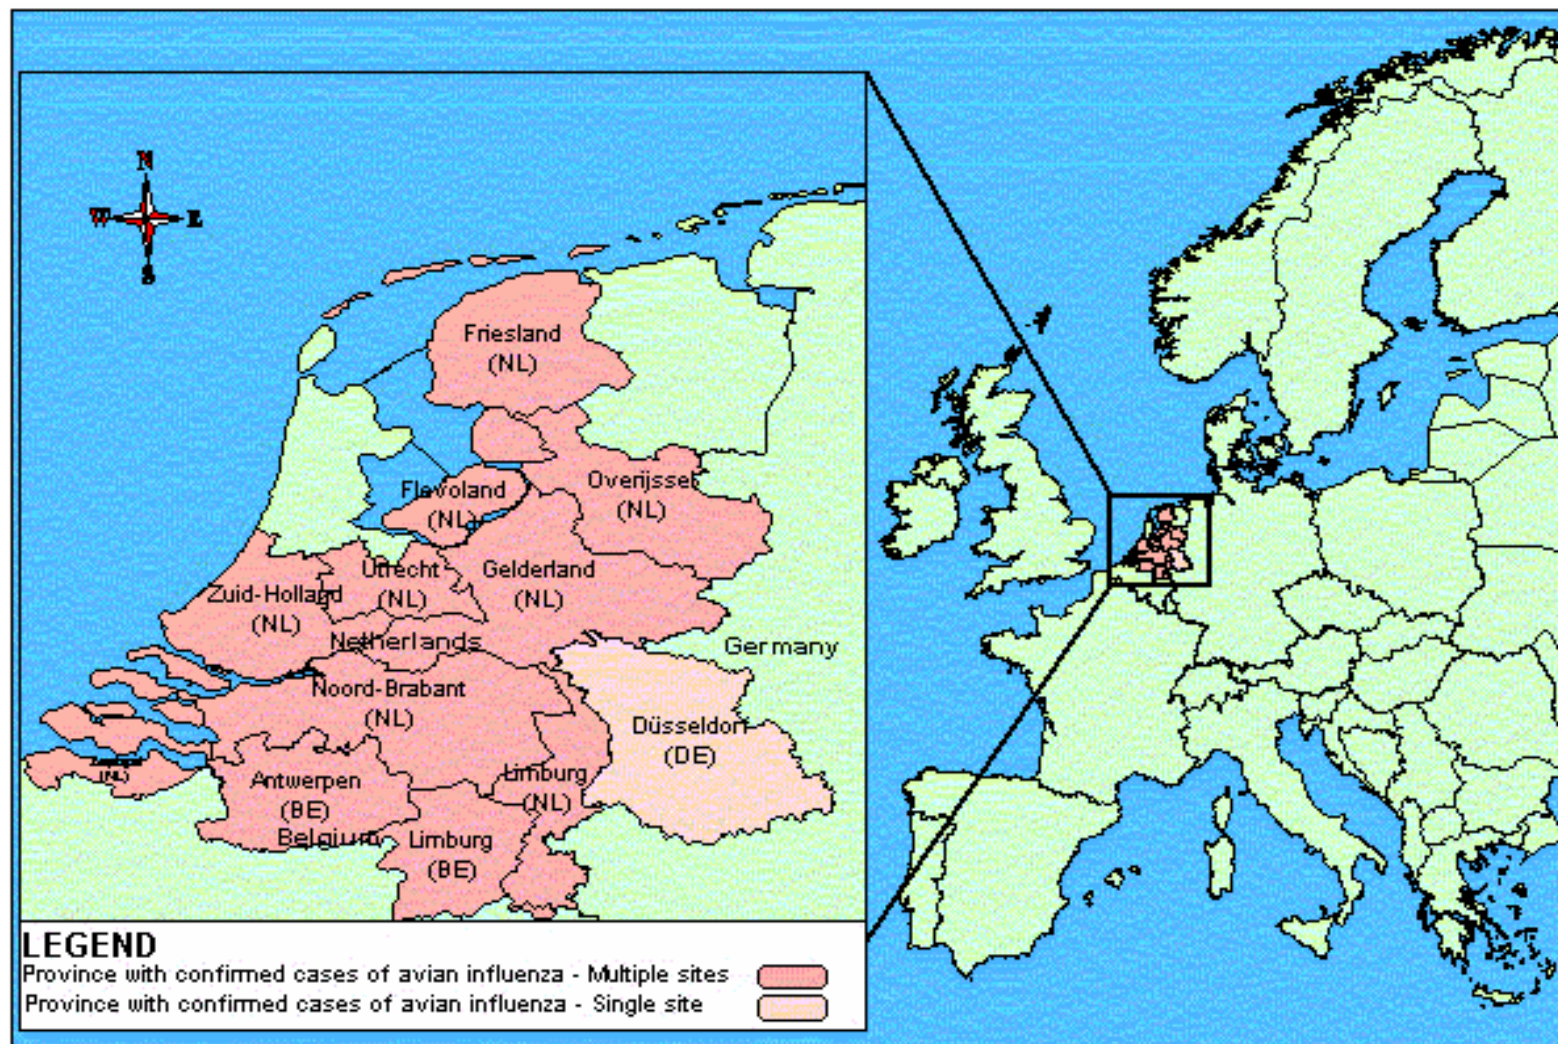 N
W E
S
Friesland
(NL)
Flevoland
(NL)
Overijssel
(NL)
Utrecht
(NL)
Gelderland
(NL)
Zuid-Holland
(NL)
Netherlands
Germany
Noord-Brabant
(NL)
Düsseldorf
(DE)
(NL)
Antwerpen
(BE)
Limburg
(NL)
Belgium
Limburg
(BE)
LEGEND
Province with confirmed cases of avian influenza - Multiple sites
Province with confirmed cases of avian influenza - Single site